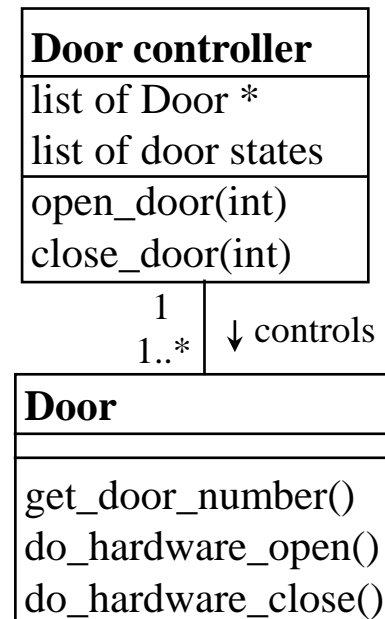 Door controller
list of Door *
list of door states
open_door(int)
close_door(int)
1
1..*
↓ controls
Door
get_door_number()
do_hardware_open()
do_hardware_close()